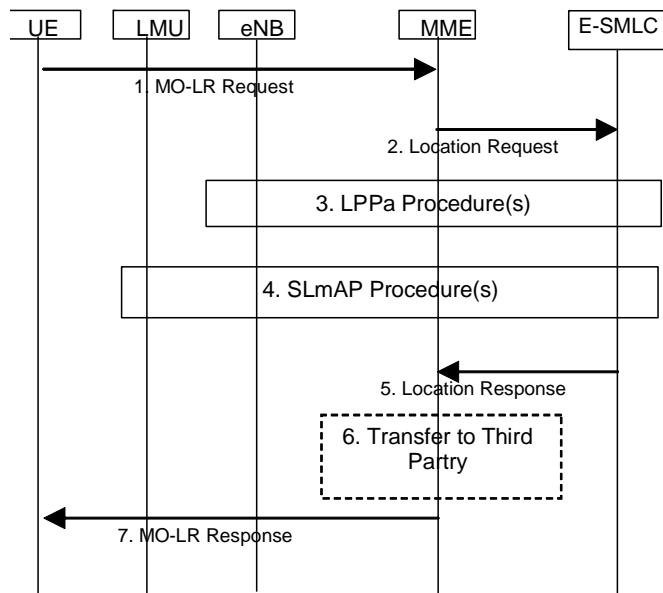 UE
LMU
eNB
MME
E-SMLC
1. MO-LR Request
2. Location Request
3. LPPa Procedure(s)
4. SLmAP Procedure(s)
5. Location Response
6. Transfer to Third
Partry
7. MO-LR Response